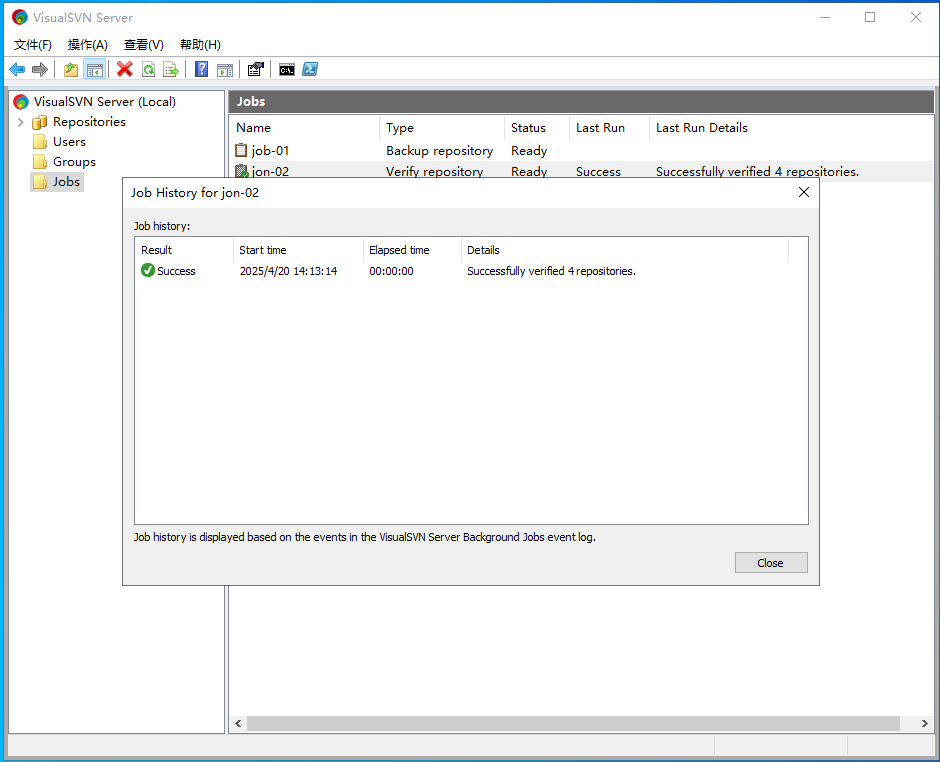 VisualSVN Server
文件(F) 操作(A) 查看(V) 帮助(H)
VisualSVN Server (Local)
Repositories
Users
Groups
Jobs
Jobs
Name Type Status Last Run Last Run Details
job-01 Backup repository Ready
jon-02 Verify repository Ready Success Successfully verified 4 repositories.
Job History for jon-02
Job history:
Result Start time Elapsed time Details
Success 2025/4/20 14:13:14 00:00:00 Successfully verified 4 repositories.
Job history is displayed based on the events in the VisualSVN Server Background Jobs event log.
Close